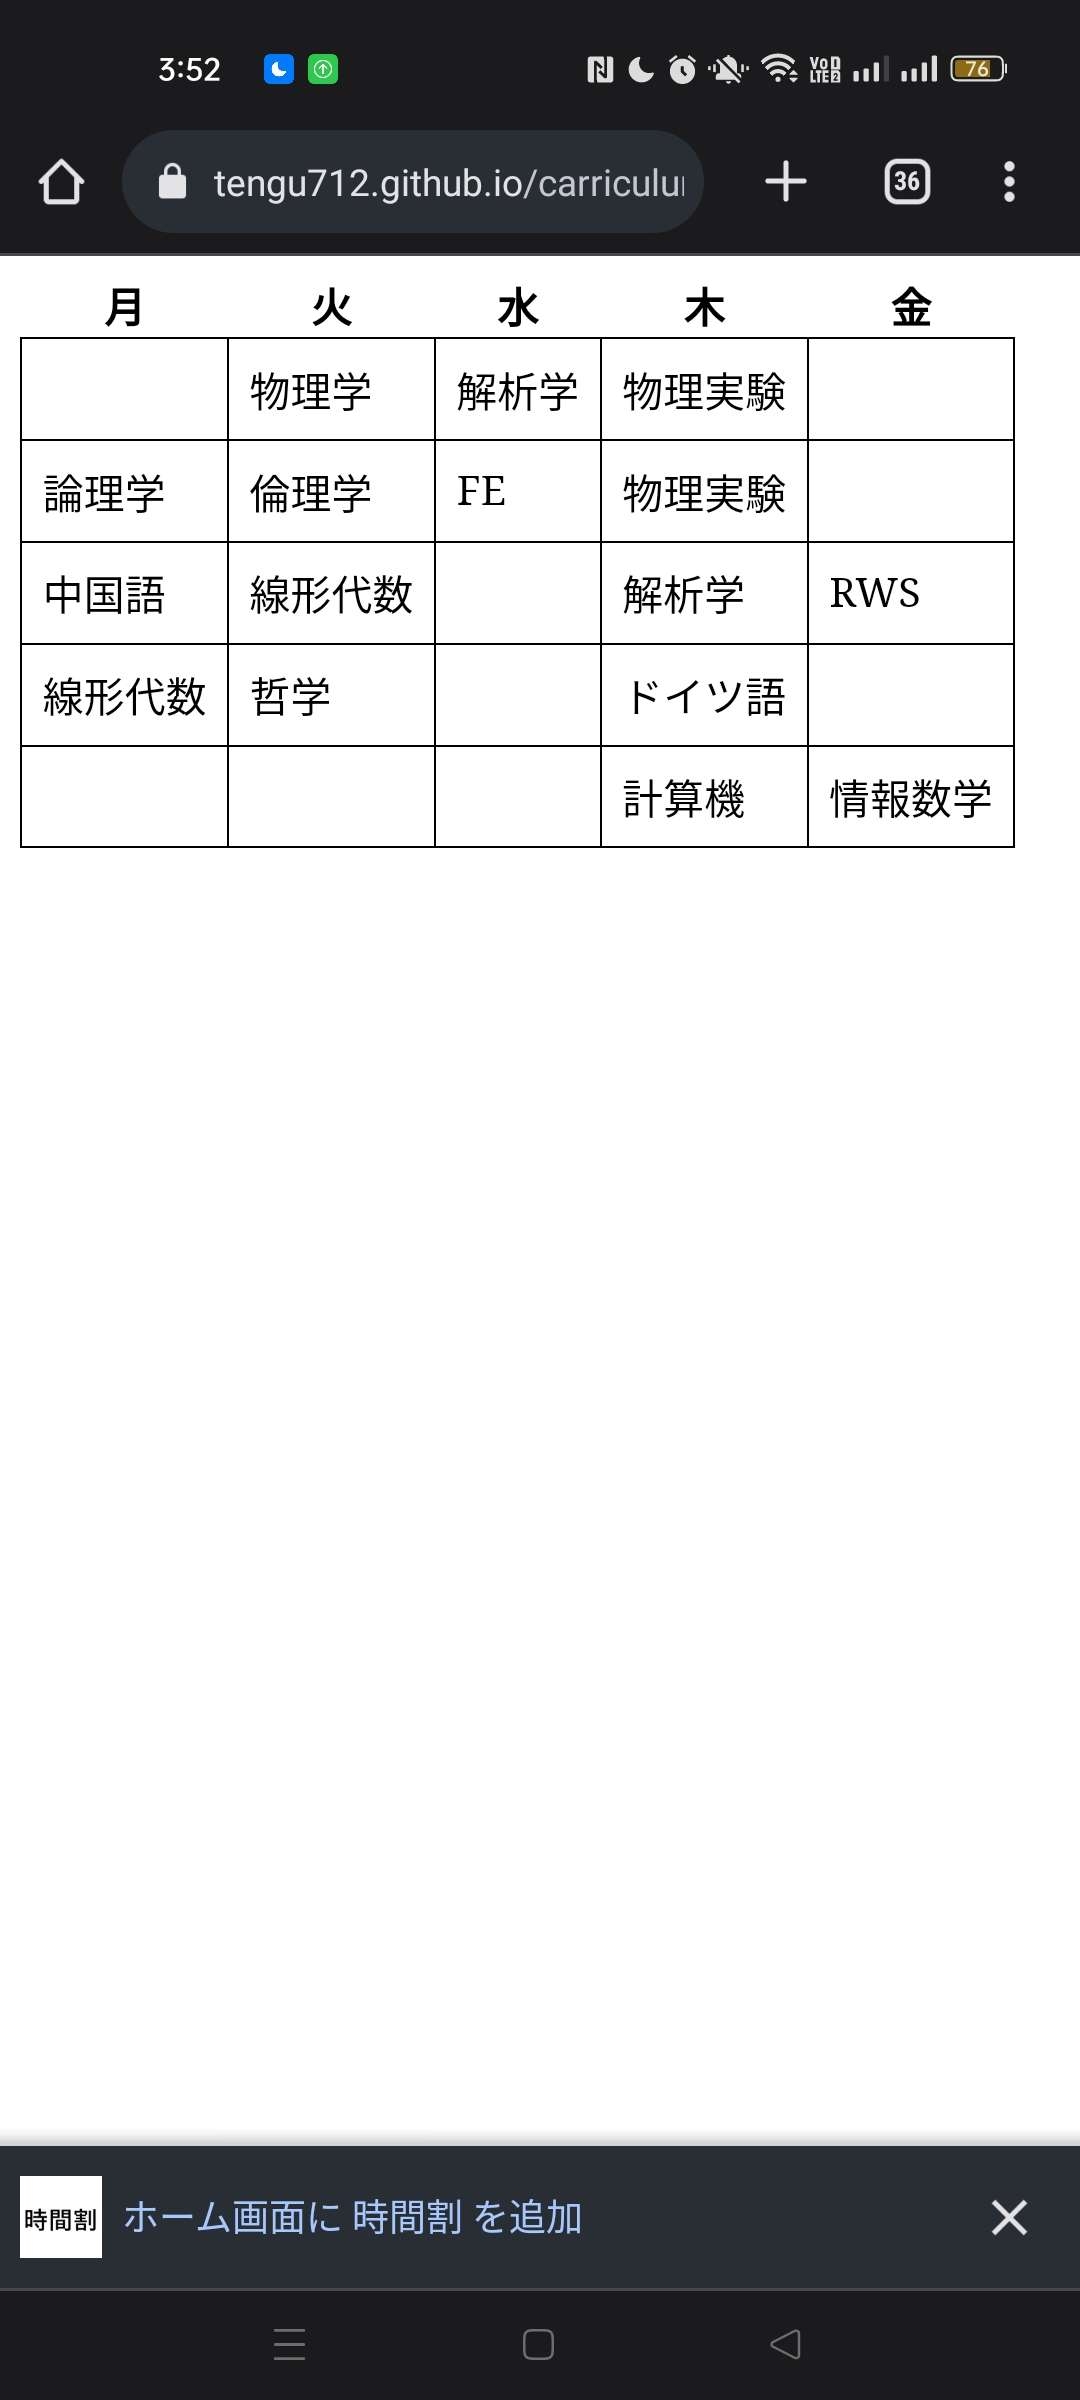 3:52
VoD LTE 2
76
tengu712.github.io/carriculu
36
月 火 水 木 金
物理学 解析学 物理実験
論理学 倫理学 FE 物理実験
中国語 線形代数 解析学 RWS
線形代数 哲学 ドイツ語
計算機 情報数学
時間割 ホーム画面に 時間割 を追加